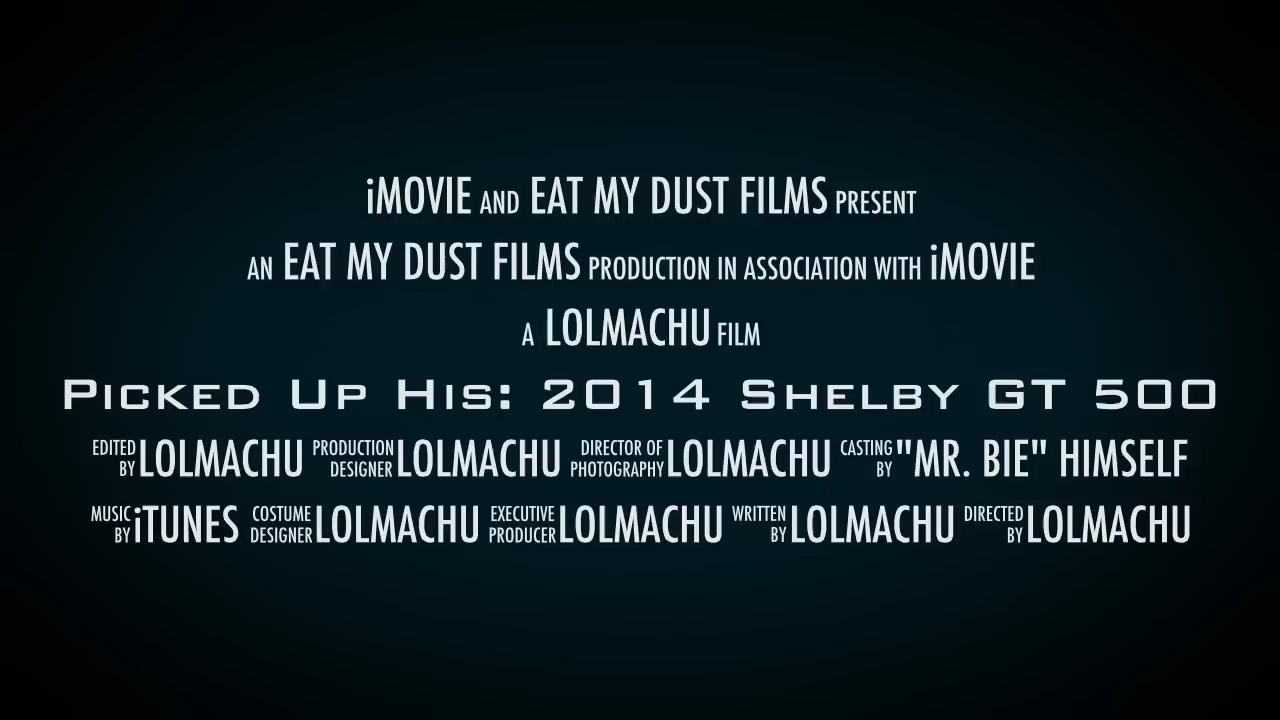 iMOVIE AND EAT MY DUST FILMS PRESENT
AN EAT MY DUST FILMS PRODUCTION IN ASSOCIATION WITH iMOVIE
A LOLMACHU FILM
PICKED UP HIS: 2014 SHELBY GT 500
EDITED BY LOLMACHU PRODUCTION DESIGNER LOLMACHU DIRECTOR OF PHOTOGRAPHY LOLMACHU CASTING BY "MR. BIE" HIMSELF
MUSIC BY iTUNES COSTUME DESIGNER LOLMACHU EXECUTIVE PRODUCER LOLMACHU WRITTEN BY LOLMACHU DIRECTED BY LOLMACHU